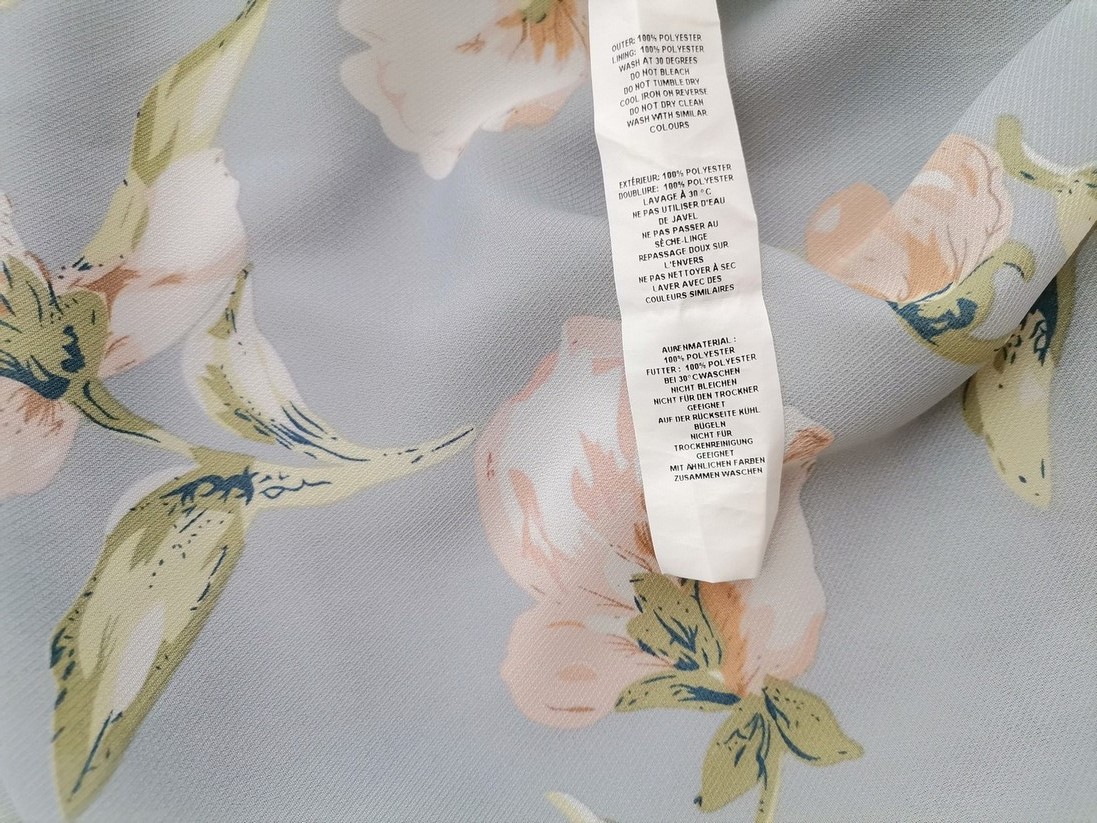 OUTER: 100% POLYESTER
LINING: 100% POLYESTER
WASH AT 30 DEGREES
DO NOT BLEACH
DO NOT TUMBLE DRY
COOL IRON ON REVERSE
DO NOT DRY CLEAN
WASH WITH SIMILAR
COLOURS
EXTÉRIEUR: 100% POLYESTER
DOUBLURE: 100% POLYESTER
LAVAGE À 30 °C
NE PAS UTILISER D'EAU
DE JAVEL
NE PAS PASSER AU
SÈCHE-LINGE
REPASSAGE DOUX SUR
L'ENVERS
NE PAS NETTOYER À SEC
LAVER AVEC DES
COULEURS SIMILAIRES
AUßENMATERIAL :
100% POLYESTER
FUTTER : 100% POLYESTER
BEI 30°CWASCHEN
NICHT BLEICHEN
NICHT FÜR DEN TROCKNER
GEEIGNET
AUF DER RÜCKSEITE KÜHL
BÜGELN
NICHT FÜR
TROCKENREINIGUNG
GEEIGNET
MIT ÄHNLICHEN FARBEN
ZUSAMMEN WASCHEN